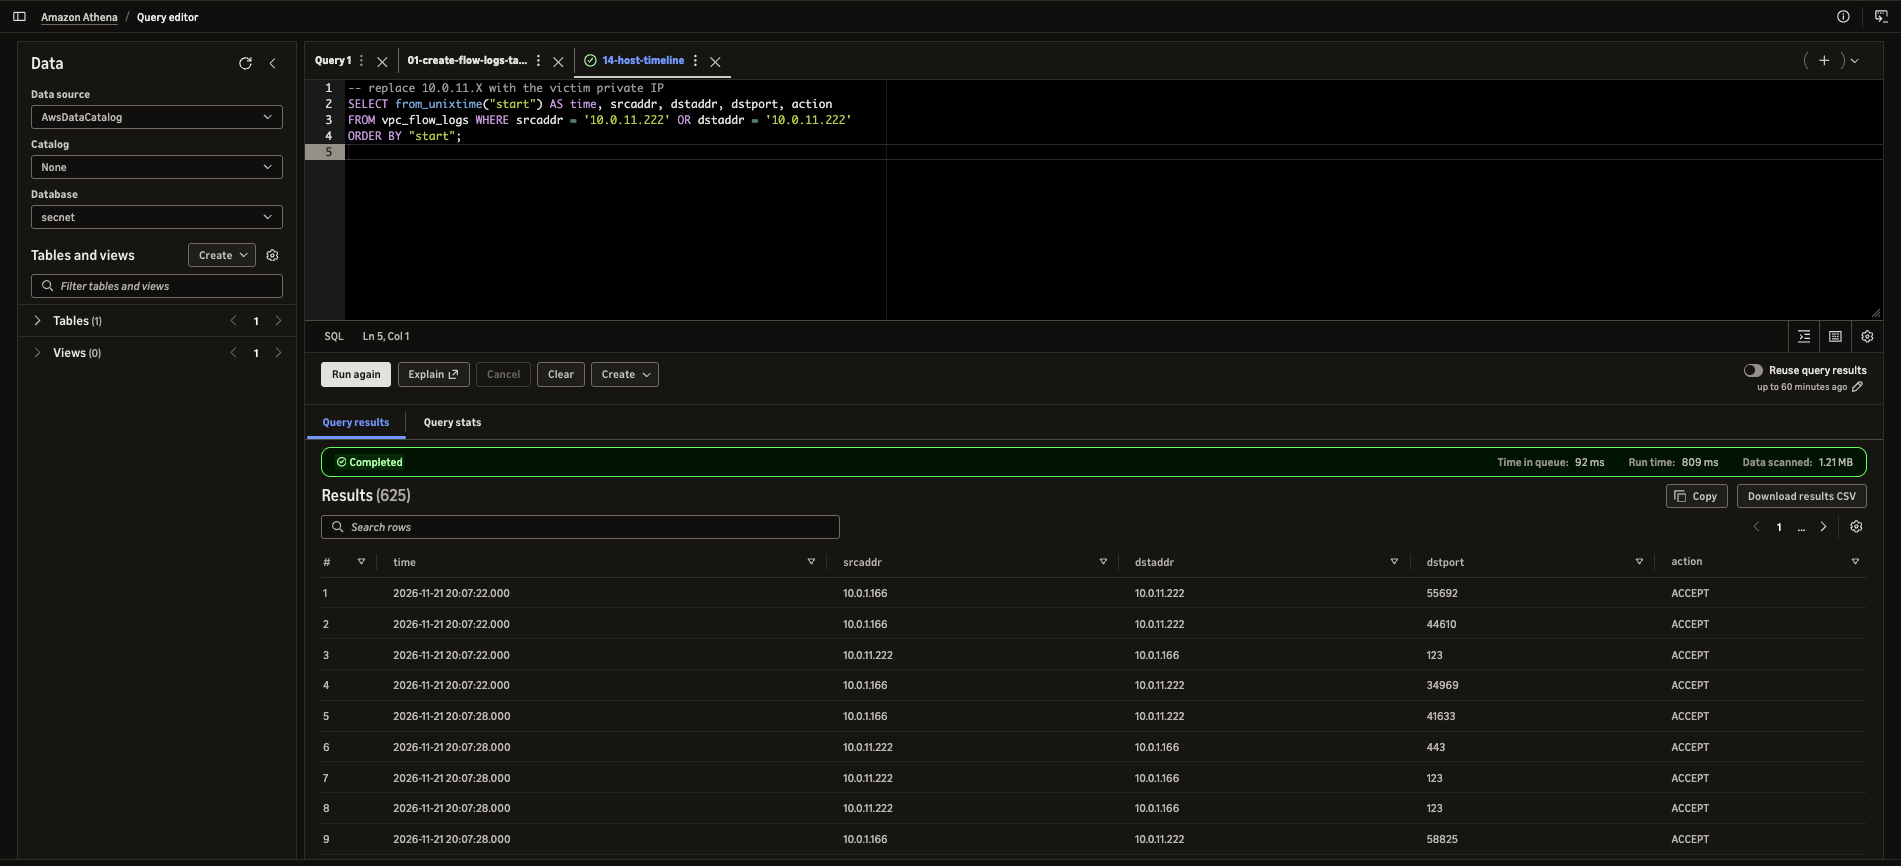 Amazon Athena / Query editor
Data
Data source
AwsDataCatalog
Catalog
None
Database
secnet
Tables and views
Create
Filter tables and views
Tables (1)
1
Views (0)
1
Query 1
01-create-flow-logs-ta...
14-host-timeline
1 -- replace 10.0.11.X with the victim private IP
2 SELECT from_unixtime("start") AS time, srcaddr, dstaddr, dstport, action
3 FROM vpc_flow_logs WHERE srcaddr = '10.0.11.222' OR dstaddr = '10.0.11.222'
4 ORDER BY "start";
5
SQL Ln 5, Col 1
Run again Explain Cancel Clear Create
Reuse query results
up to 60 minutes ago
Query results Query stats
Completed Time in queue: 92 ms Run time: 809 ms Data scanned: 1.21 MB
Results (625)
Copy Download results CSV
Search rows
1 ...
# time srcaddr dstaddr dstport action
1 2026-11-21 20:07:22.000 10.0.1.166 10.0.11.222 55692 ACCEPT
2 2026-11-21 20:07:22.000 10.0.1.166 10.0.11.222 44610 ACCEPT
3 2026-11-21 20:07:22.000 10.0.11.222 10.0.1.166 123 ACCEPT
4 2026-11-21 20:07:22.000 10.0.1.166 10.0.11.222 34969 ACCEPT
5 2026-11-21 20:07:28.000 10.0.1.166 10.0.11.222 41633 ACCEPT
6 2026-11-21 20:07:28.000 10.0.11.222 10.0.1.166 443 ACCEPT
7 2026-11-21 20:07:28.000 10.0.11.222 10.0.1.166 123 ACCEPT
8 2026-11-21 20:07:28.000 10.0.11.222 10.0.1.166 123 ACCEPT
9 2026-11-21 20:07:28.000 10.0.1.166 10.0.11.222 58825 ACCEPT